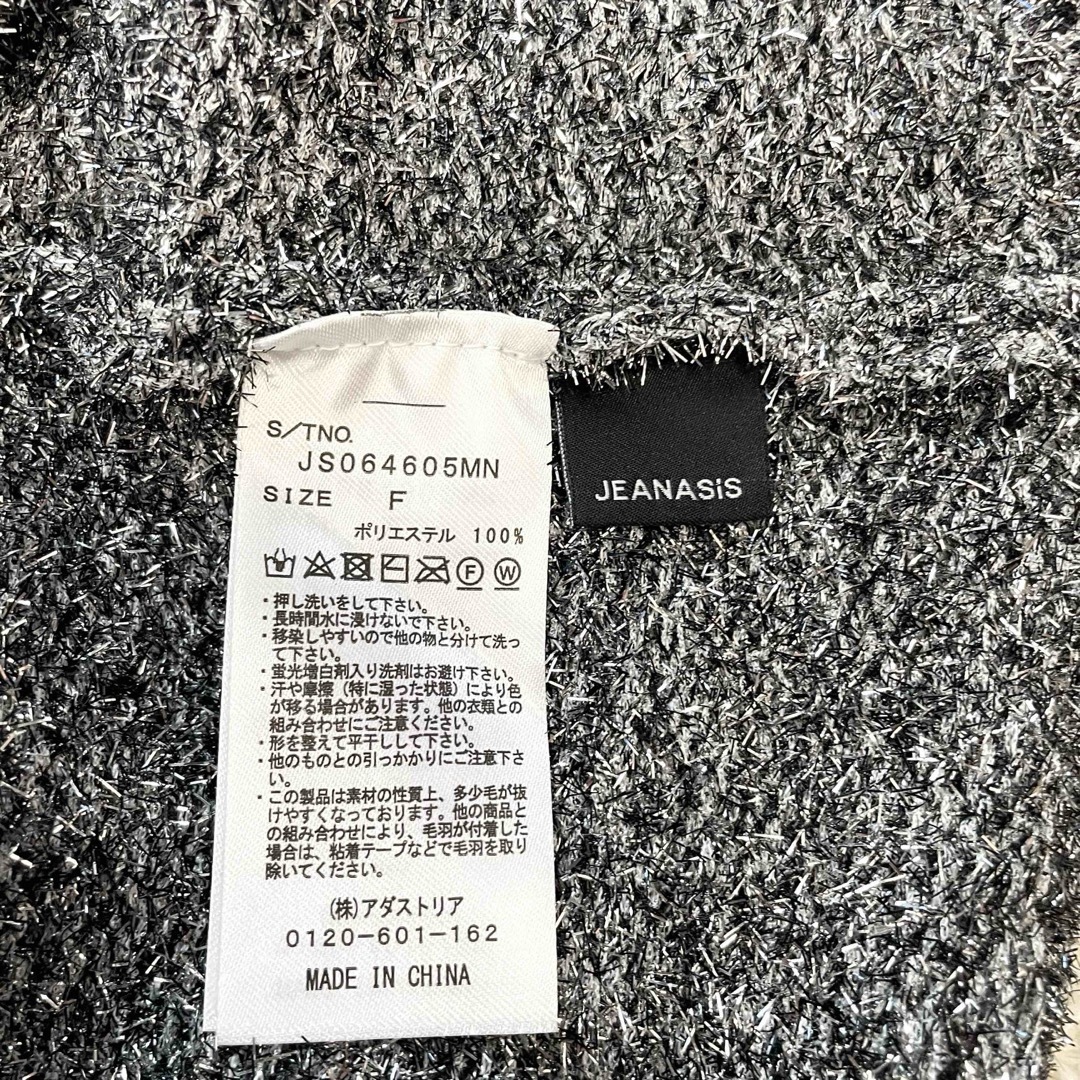 S/TNO.
JS064605MN
SIZE F
ポリエステル 100%
F W
・押し洗いをして下さい。
・長時間水に浸けないで下さい。
・移染しやすいので他の物と分けて洗っ
て下さい。
・蛍光増白剤入り洗剤はお避け下さい。
・汗や摩擦（特に湿った状態）により色
が移る場合があります。他の衣類との
組み合わせにご注意ください。
・形を整えて平干しして下さい。
・他のものとの引っかかりにご注意下さ
い。
・この製品は素材の性質上、多少毛が抜
けやすくなっております。他の商品と
の組み合わせにより、毛羽が付着した
場合は、粘着テープなどで毛羽を取り
除いてください。
(株)アダストリア
0120-601-162
MADE IN CHINA
JEANASiS